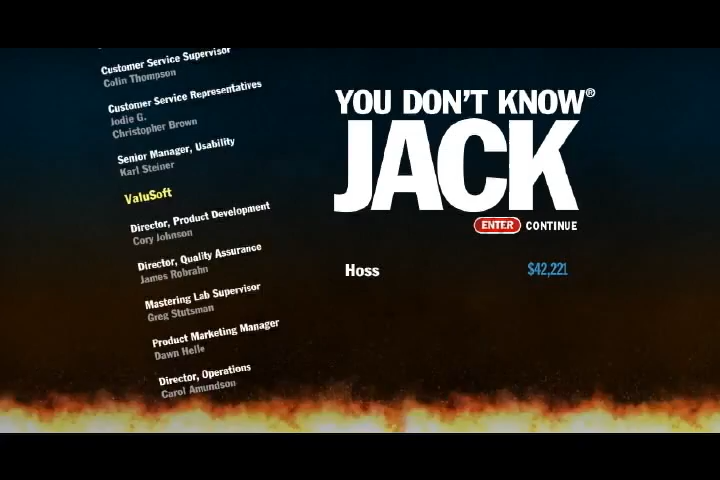 Customer Service Supervisor
Colin Thompson
Customer Service Representatives
Jodie G.
Christopher Brown
Senior Manager, Usability
Karl Steiner
ValuSoft
Director, Product Development
Cory Johnson
Director, Quality Assurance
James Robrahn
Mastering Lab Supervisor
Greg Stutsman
Product Marketing Manager
Dawn Helle
Director, Operations
Carol Amundson
YOU DON'T KNOW®
JACK
ENTER CONTINUE
Hoss $42,221